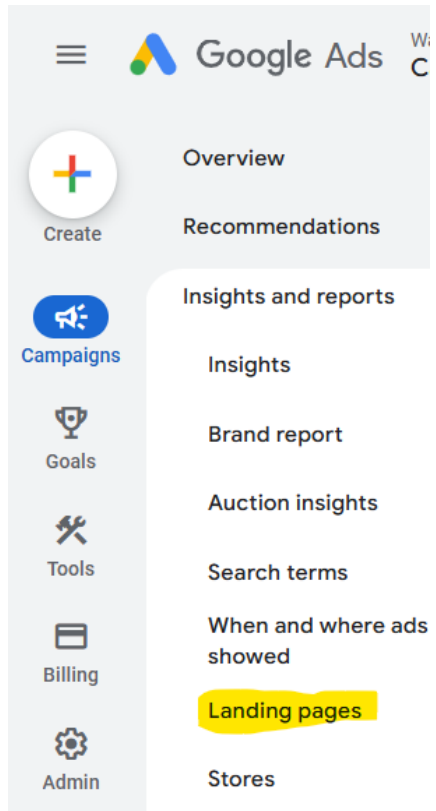 Google Ads
C
Create
Campaigns
Goals
Tools
Billing
Admin
Overview
Recommendations
Insights and reports
Insights
Brand report
Auction insights
Search terms
When and where ads
showed
Landing pages
Stores